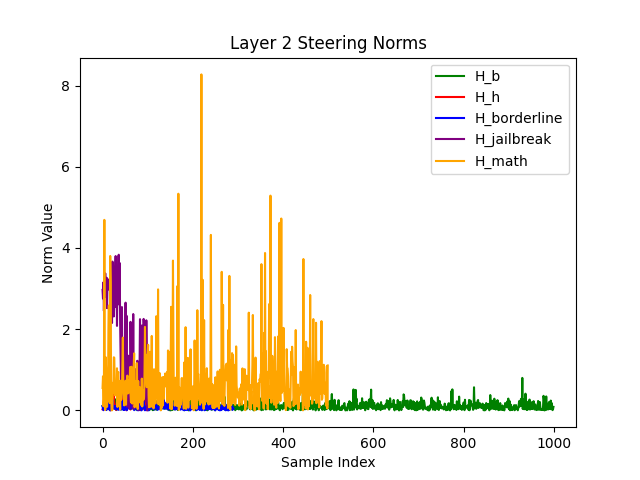 Layer 2 Steering Norms
H_b
H_h
H_borderline
H_jailbreak
H_math
Norm Value
8
6
4
2
0
0 200 400 600 800 1000
Sample Index